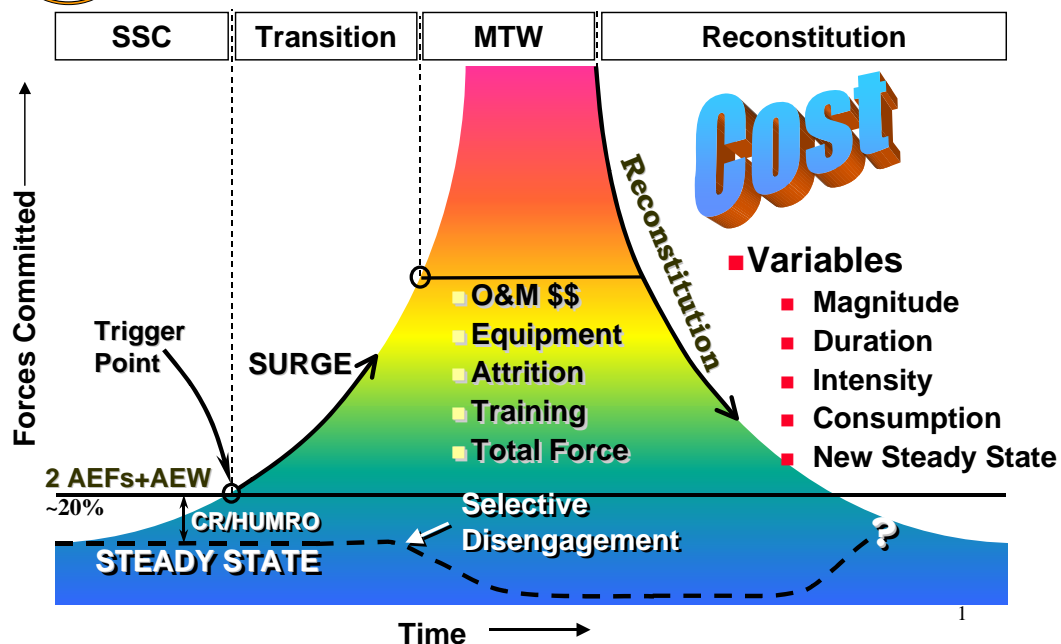 SSC
Transition
MTW
Reconstitution
Cost
Forces Committed
Reconstitution
Variables
Magnitude
Duration
Intensity
Consumption
New Steady State
O&M $$
Equipment
Attrition
Training
Total Force
Trigger
Point
SURGE
2 AEFs+AEW
~20%
CR/HUMRO
Selective
Disengagement
STEADY STATE
?
Time
1